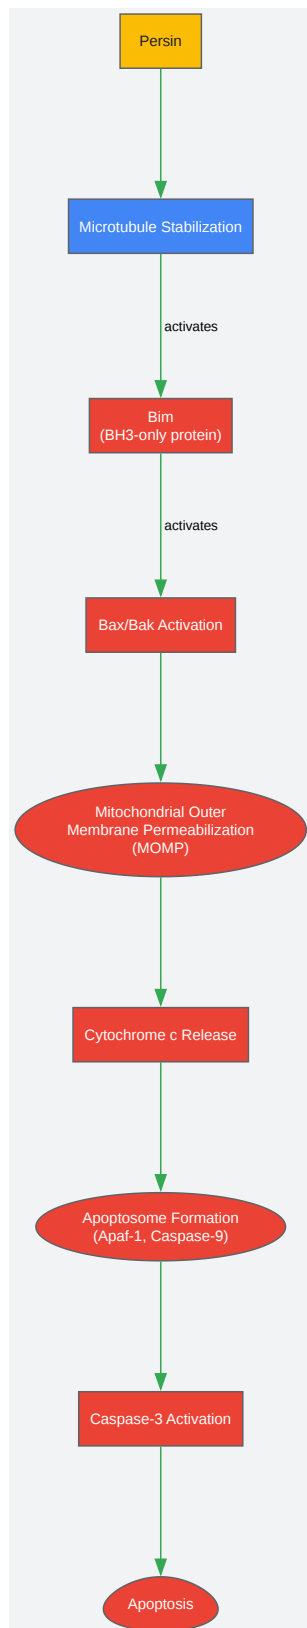 Persin
Microtubule Stabilization
activates
Bim
(BH3-only protein)
activates
Bax/Bak Activation
Mitochondrial Outer
Membrane Permeabilization
(MOMP)
Cytochrome c Release
Apoptosome Formation
(Apaf-1, Caspase-9)
Caspase-3 Activation
Apoptosis